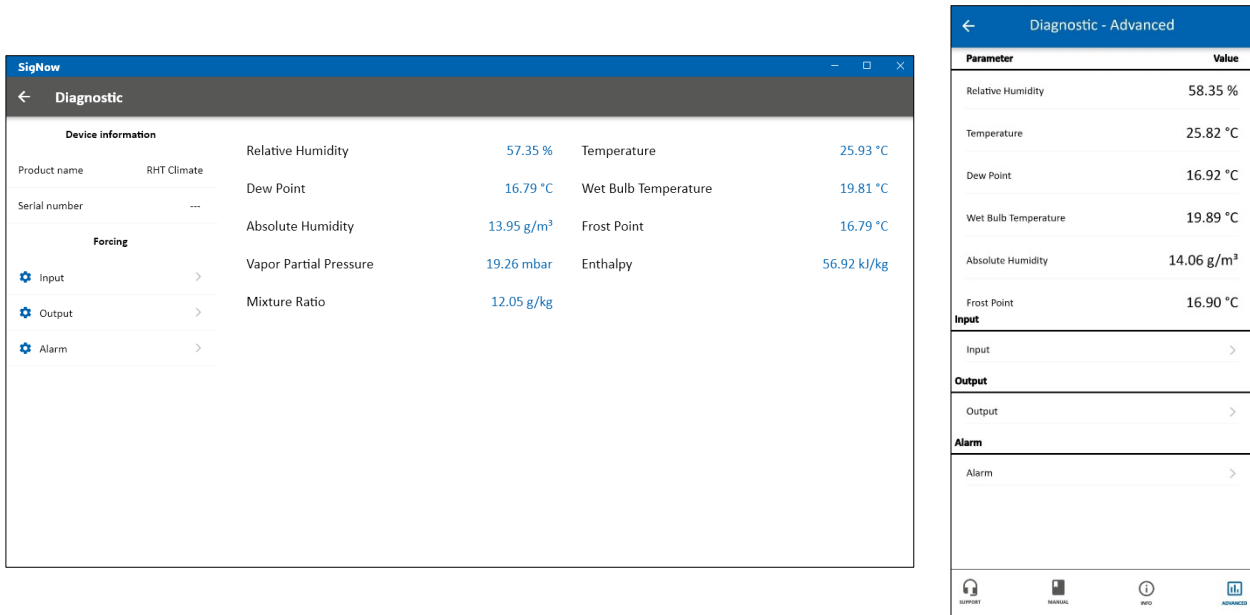 SigNow
Diagnostic
Device information
Product name RHT Climate
Serial number ---
Forcing
Input
Output
Alarm
Relative Humidity 57.35 % Temperature 25.93 °C
Dew Point 16.79 °C Wet Bulb Temperature 19.81 °C
Absolute Humidity 13.95 g/m³ Frost Point 16.79 °C
Vapor Partial Pressure 19.26 mbar Enthalpy 56.92 kJ/kg
Mixture Ratio 12.05 g/kg
Diagnostic - Advanced
Parameter Value
Relative Humidity 58.35 %
Temperature 25.82 °C
Dew Point 16.92 °C
Wet Bulb Temperature 19.89 °C
Absolute Humidity 14.06 g/m³
Frost Point 16.90 °C
Input
Input
Output
Output
Alarm
Alarm
SUPPORT MANUAL INFO ADVANCED